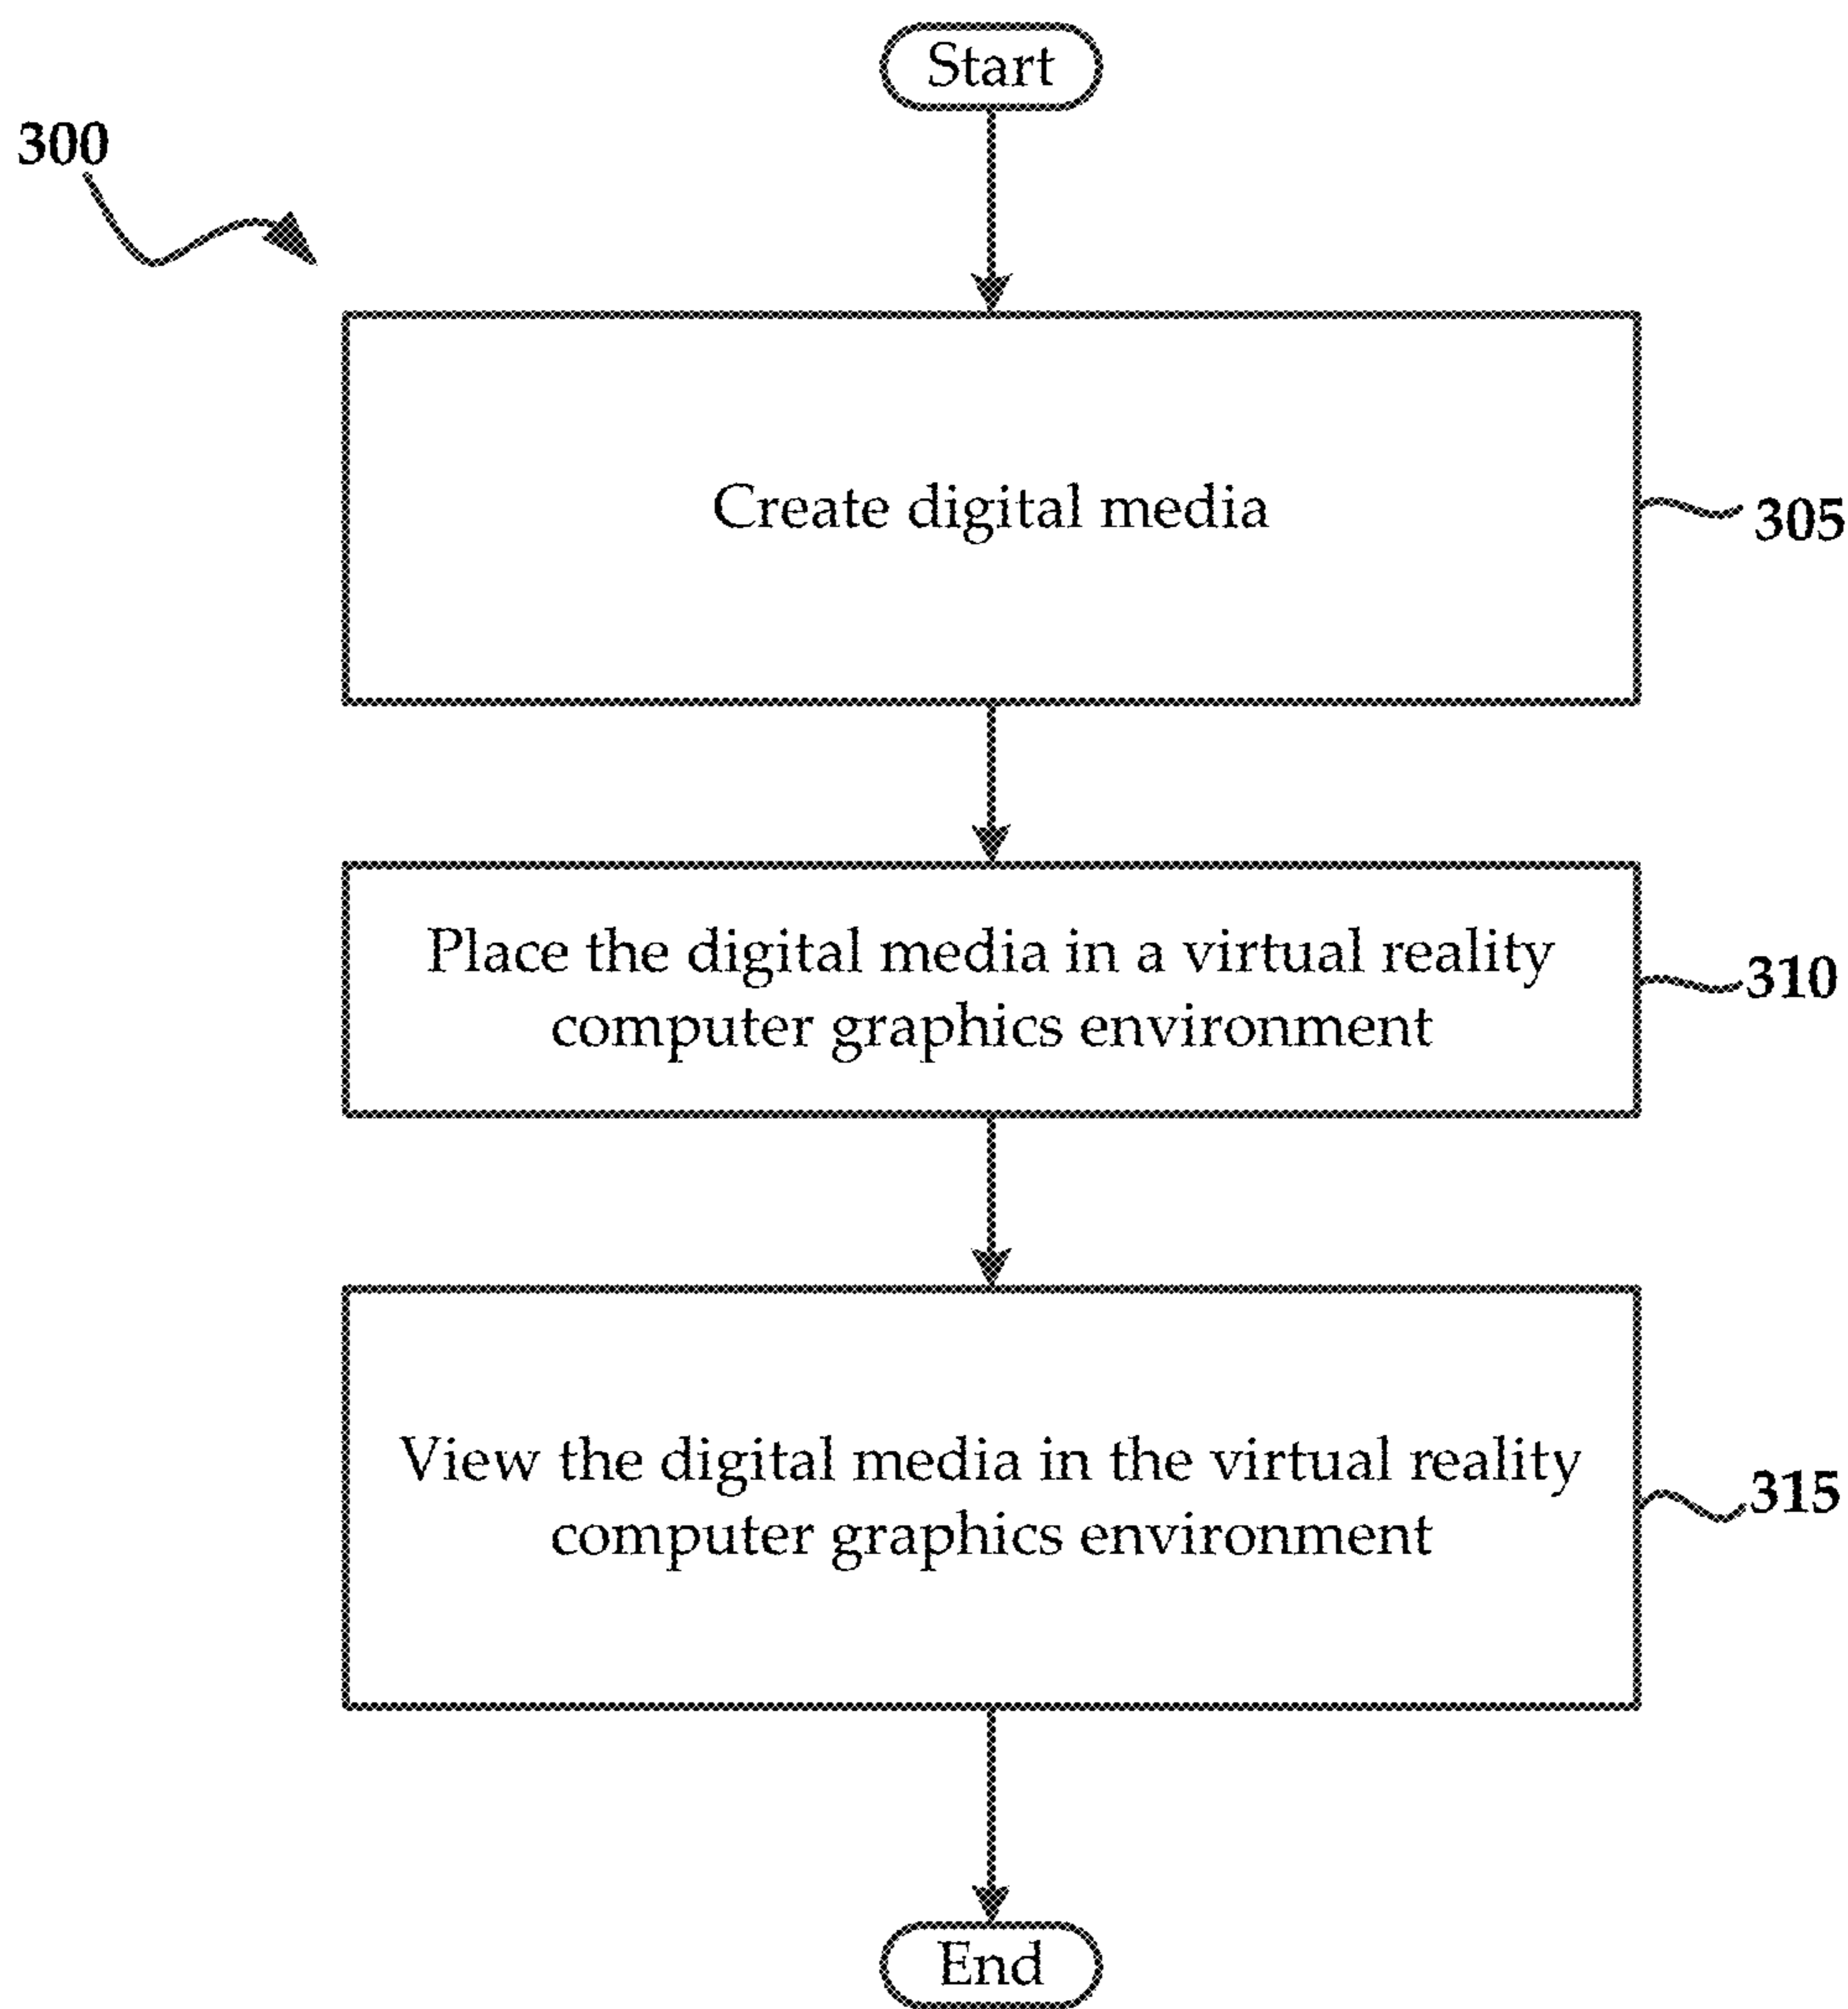 Start
300
Create digital media
305
Place the digital media in a virtual reality
computer graphics environment
310
View the digital media in the virtual reality
computer graphics environment
315
End